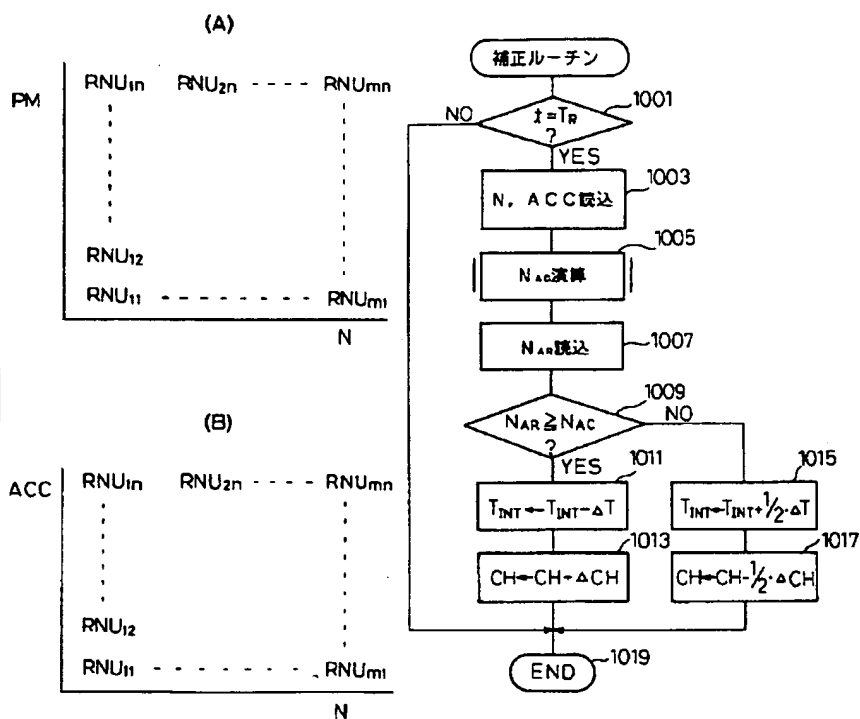 (A)
PM
RNU1n RNU2n RNUmn
RNU12
RNU11 RNUm1
N
(B)
ACC
RNU1n RNU2n RNUmn
RNU12
RNU11 RNUm1
N
補正ルーチン
1001
t=TR
?
NO
YES
1003
N, ACC読込
1005
NAC演算
1007
NAR読込
1009
NAR≧NAC
?
NO
YES
1011
TINT←TINT-ΔT
1013
CH←CH+ΔCH
1015
TINT←TINT+1/2・ΔT
1017
CH←CH-1/2・ΔCH
END
1019